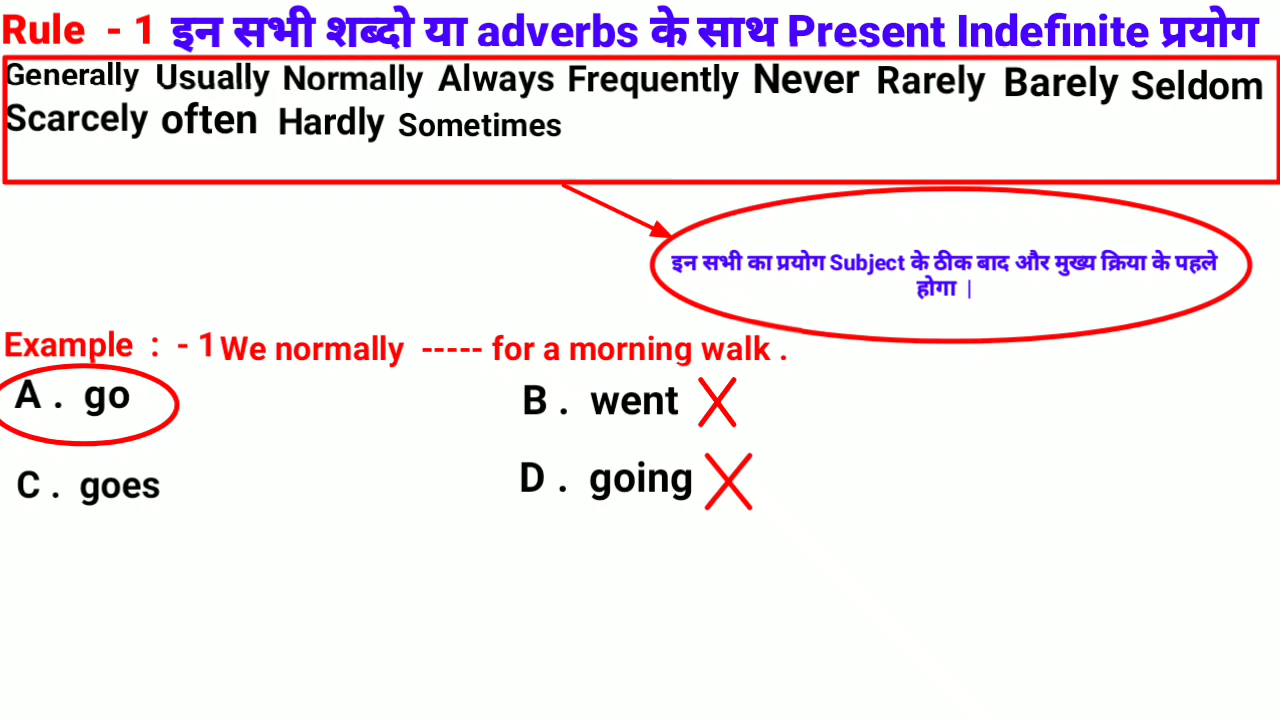 Rule - 1 इन सभी शब्दो या adverbs के साथ Present Indefinite प्रयोग
Generally Usually Normally Always Frequently Never Rarely Barely Seldom
Scarcely often Hardly Sometimes
इन सभी का प्रयोग Subject के ठीक बाद और मुख्य क्रिया के पहले
होगा |
Example : - 1 We normally ----- for a morning walk .
A . go
B . went
C . goes
D . going